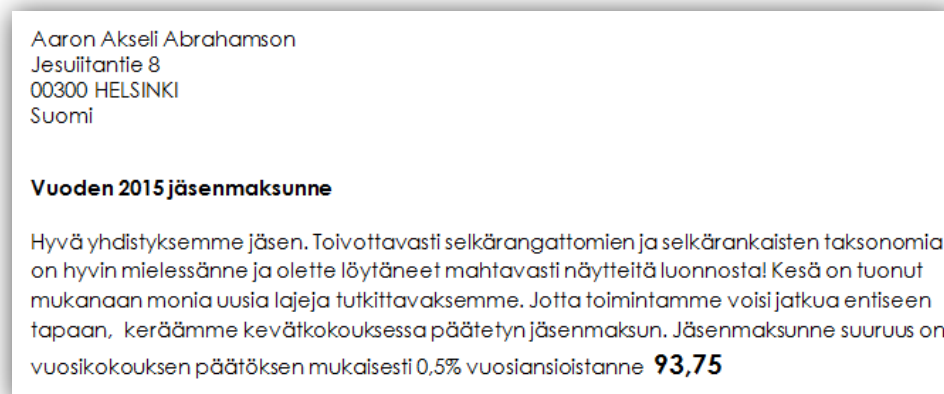 Aaron Akseli Abrahamson
Jesuiitantie 8
00300 HELSINKI
Suomi
Vuoden 2015 jäsenmaksunne
Hyvä yhdistyksemme jäsen. Toivottavasti selkärangattomien ja selkärankaisten taksonomia
on hyvin mielessänne ja olette löytäneet mahtavasti näytteitä luonnosta! Kesä on tuonut
mukanaan monia uusia lajeja tutkittavaksemme. Jotta toimintamme voisi jatkua entiseen
tapaan, keräämme kevätkokouksessa päätetyn jäsenmaksun. Jäsenmaksunne suuruus on
vuosikokouksen päätöksen mukaisesti 0,5% vuosiansioistanne 93,75